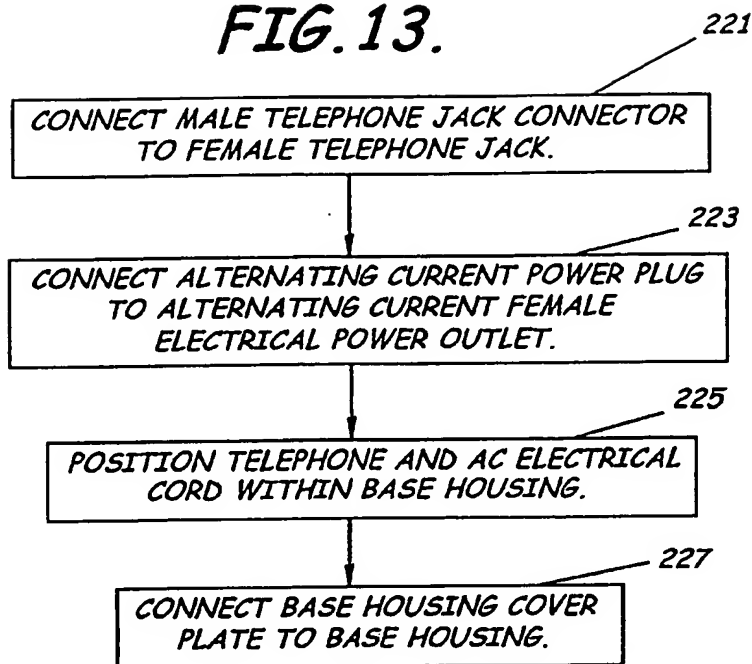 FIG. 13.
221
CONNECT MALE TELEPHONE JACK CONNECTOR
TO FEMALE TELEPHONE JACK.
223
CONNECT ALTERNATING CURRENT POWER PLUG
TO ALTERNATING CURRENT FEMALE
ELECTRICAL POWER OUTLET.
225
POSITION TELEPHONE AND AC ELECTRICAL
CORD WITHIN BASE HOUSING.
227
CONNECT BASE HOUSING COVER
PLATE TO BASE HOUSING.